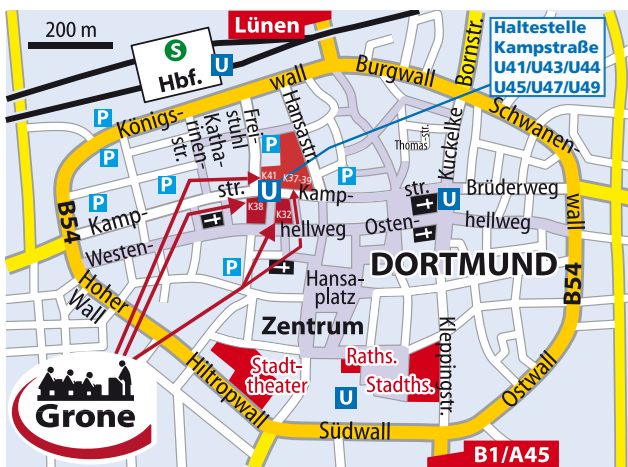 200 m
Lünen
Haltestelle
Kampstraße
U41/U43/U44
U45/U47/U49
S
Hbf.
U
wall
Burgwall
Bornstr.
Königs-
Schwanen-
wall
P
P
P
P
P
P
P
P
Katha-
rinen-
str.
Frei-
stuhl
Hansastr.
Thomas-str.
Kuckelke
str.
K41
K37-39
U
Kamp-
str.
Brüderweg
U
K38
K32
Kamp-
Westen-
hellweg
Osten-
hellweg
B54
DORTMUND
B54
Hansa-
platz
Hoher
Wall
Zentrum
Stadt-
theater
Raths.
Stadths.
Kleppingstr.
Hiltropwall
U
Südwall
Ostwall
Grone
B1/A45